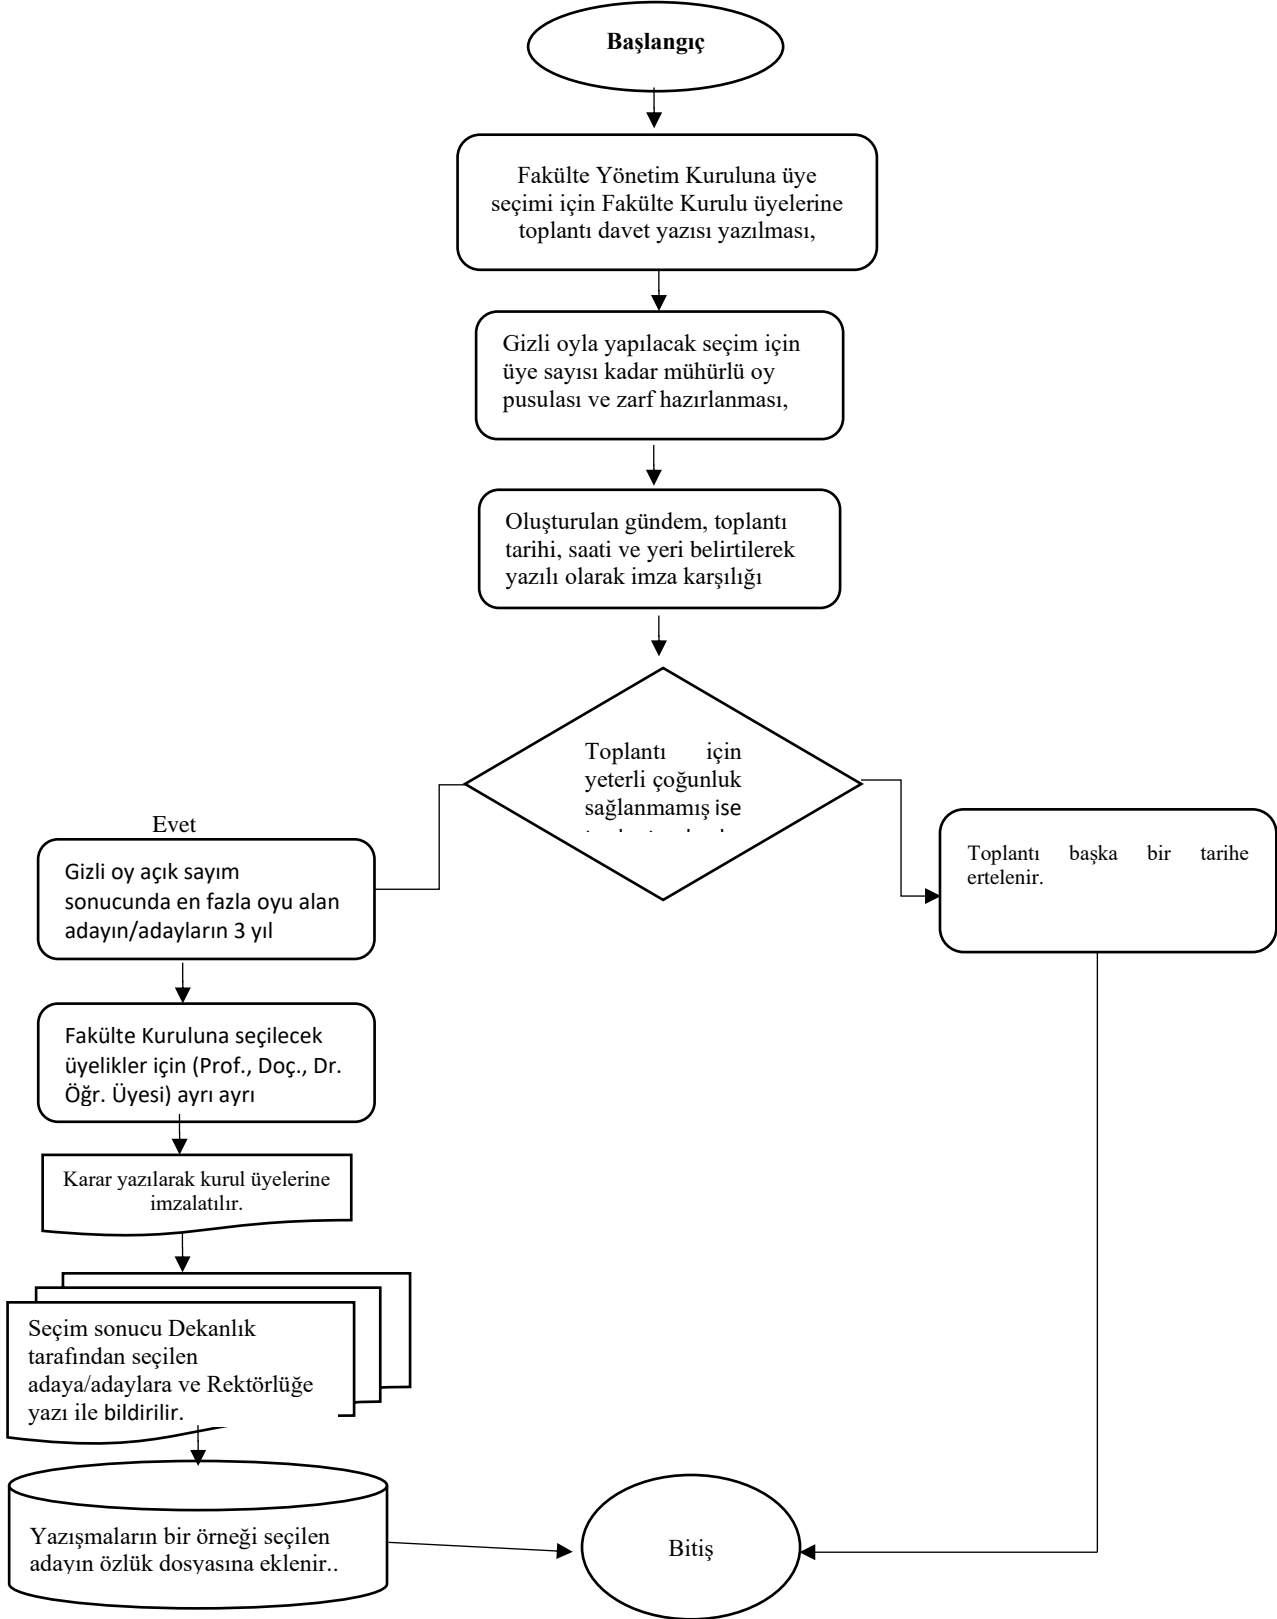 Başlangıç
Fakülte Yönetim Kuruluna üye
seçimi için Fakülte Kurulu üyelerine
toplantı davet yazısı yazılması,
Gizli oyla yapılacak seçim için
üye sayısı kadar mühürlü oy
pusulası ve zarf hazırlanması,
Oluşturulan gündem, toplantı
tarihi, saati ve yeri belirtilerek
yazılı olarak imza karşılığı
Toplantı için
yeterli çoğunluk
sağlanmamış ise
Evet
Gizli oy açık sayım
sonucunda en fazla oyu alan
adayın/adayların 3 yıl
Toplantı başka bir tarihe
ertelenir.
Fakülte Kuruluna seçilecek
üyelikler için (Prof., Doç., Dr.
Öğr. Üyesi) ayrı ayrı
Karar yazılarak kurul üyelerine
imzalatılır.
Seçim sonucu Dekanlık
tarafından seçilen
adaya/adaylara ve Rektörlüğe
yazı ile bildirilir.
Yazışmaların bir örneği seçilen
adayın özlük dosyasına eklenir..
Bitiş